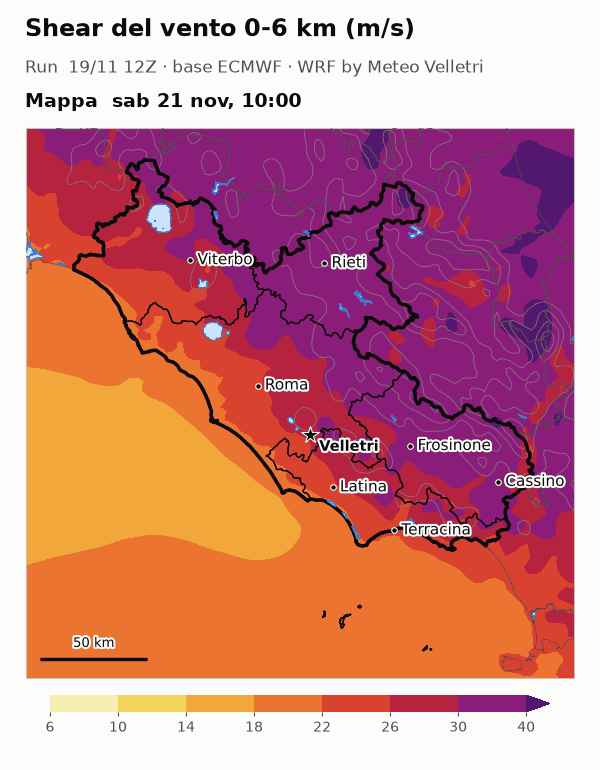 Shear del vento 0-6 km (m/s)
Run  19/11 12Z · base ECMWF · WRF by Meteo Velletri
Mappa  sab 21 nov, 10:00
Viterbo
Rieti
Roma
Velletri
Frosinone
Cassino
Latina
Terracina
50 km
6 10 14 18 22 26 30 40